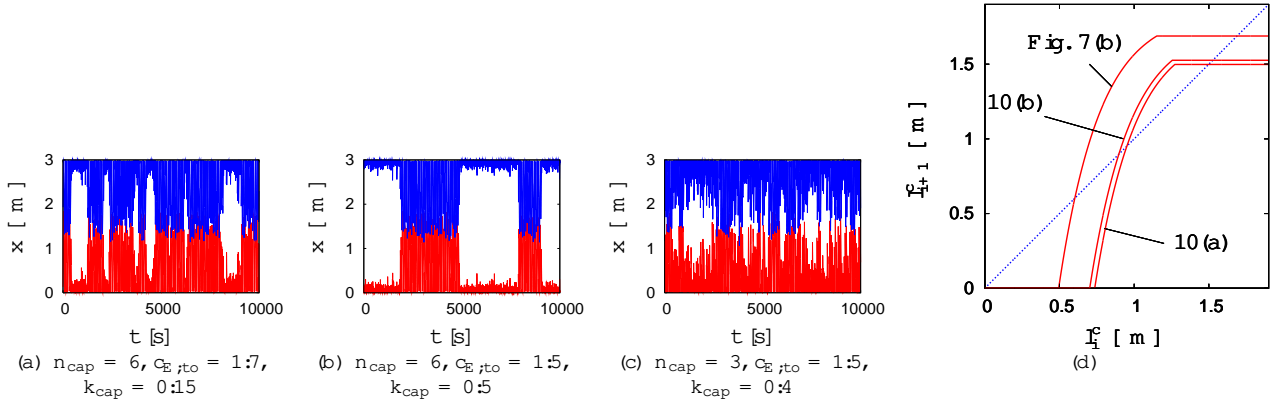 x [m]
3
2
1
0
0 5000 10000
t [s]
(a) n_cap = 6, c_E;to = 1:7,
k_cap = 0:15
x [m]
3
2
1
0
0 5000 10000
t [s]
(b) n_cap = 6, c_E;to = 1:5,
k_cap = 0:5
x [m]
3
2
1
0
0 5000 10000
t [s]
(c) n_cap = 3, c_E;to = 1:5,
k_cap = 0:4
Fig. 7(b)
10(b)
10(a)
1.5
1
0.5
0
0 0.5 1 1.5
(d)